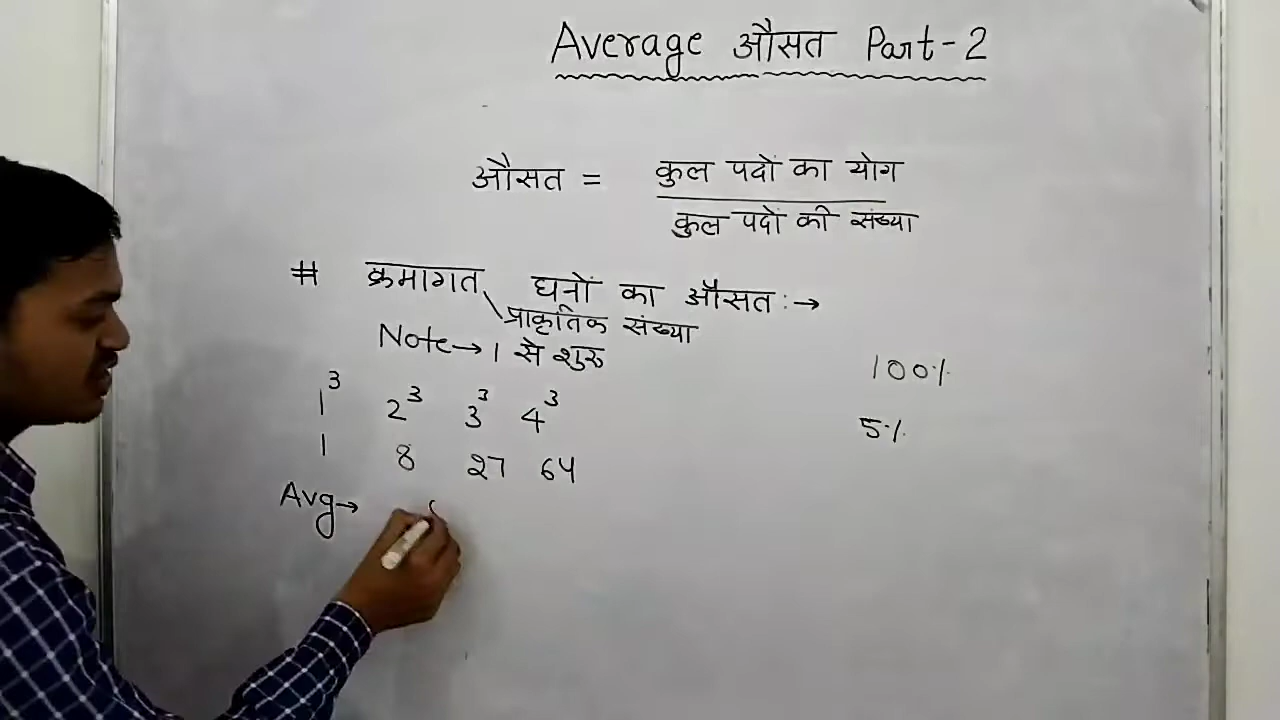 Average औसत Part-2
औसत = कुल पदों का योग
कुल पदों की संख्या
# क्रमागत घनों का औसत :→
प्राकृतिक संख्या
Note→ 1 से शुरू
100%
1³ 2³ 3³ 4³
5%
1 8 27 64
Avg→